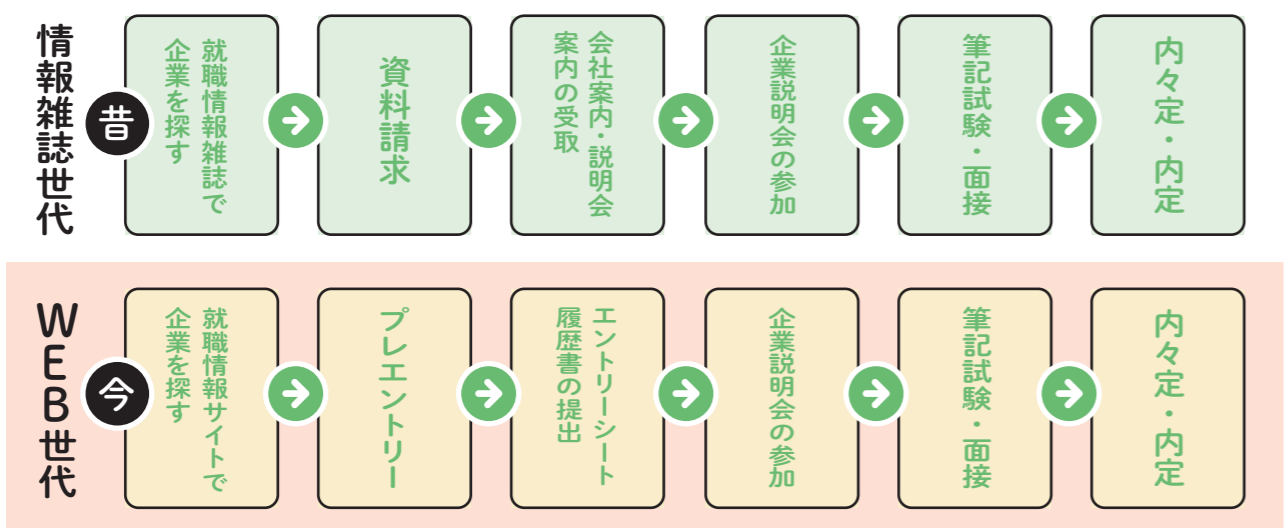 情報雑誌世代
昔
就職情報雑誌で
企業を探す
資料請求
会社案内・説明会
案内の受取
企業説明会の参加
筆記試験・面接
内々定・内定
WEB世代
今
就職情報サイトで
企業を探す
プレエントリー
エントリーシート
履歴書の提出
企業説明会の参加
筆記試験・面接
内々定・内定